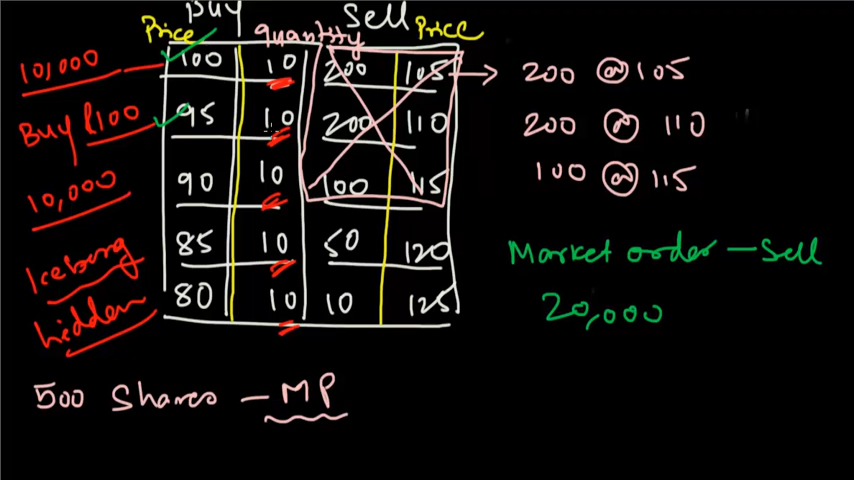 Buy Sell
Price quantity Price
100 10 200 105
95 10 200 110
90 10 100 115
85 10 50 120
80 10 10 125
10,000
Buy ₹100
10,000
Iceberg
hidden
200 @ 105
200 @ 110
100 @ 115
Market order - Sell
20,000
500 Shares - MP